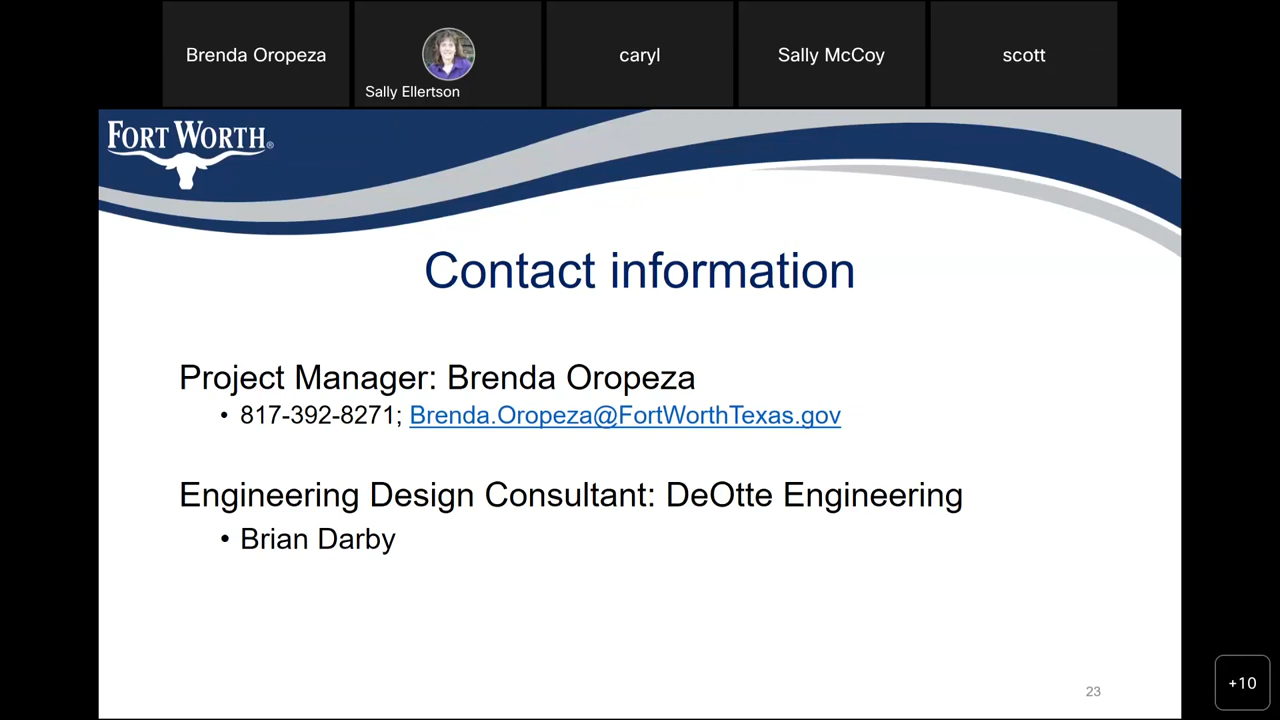 Brenda Oropeza
Sally Ellertson
caryl
Sally McCoy
scott
FORT WORTH®
Contact information
Project Manager: Brenda Oropeza
• 817-392-8271; Brenda.Oropeza@FortWorthTexas.gov
Engineering Design Consultant: DeOtte Engineering
• Brian Darby
23
+10